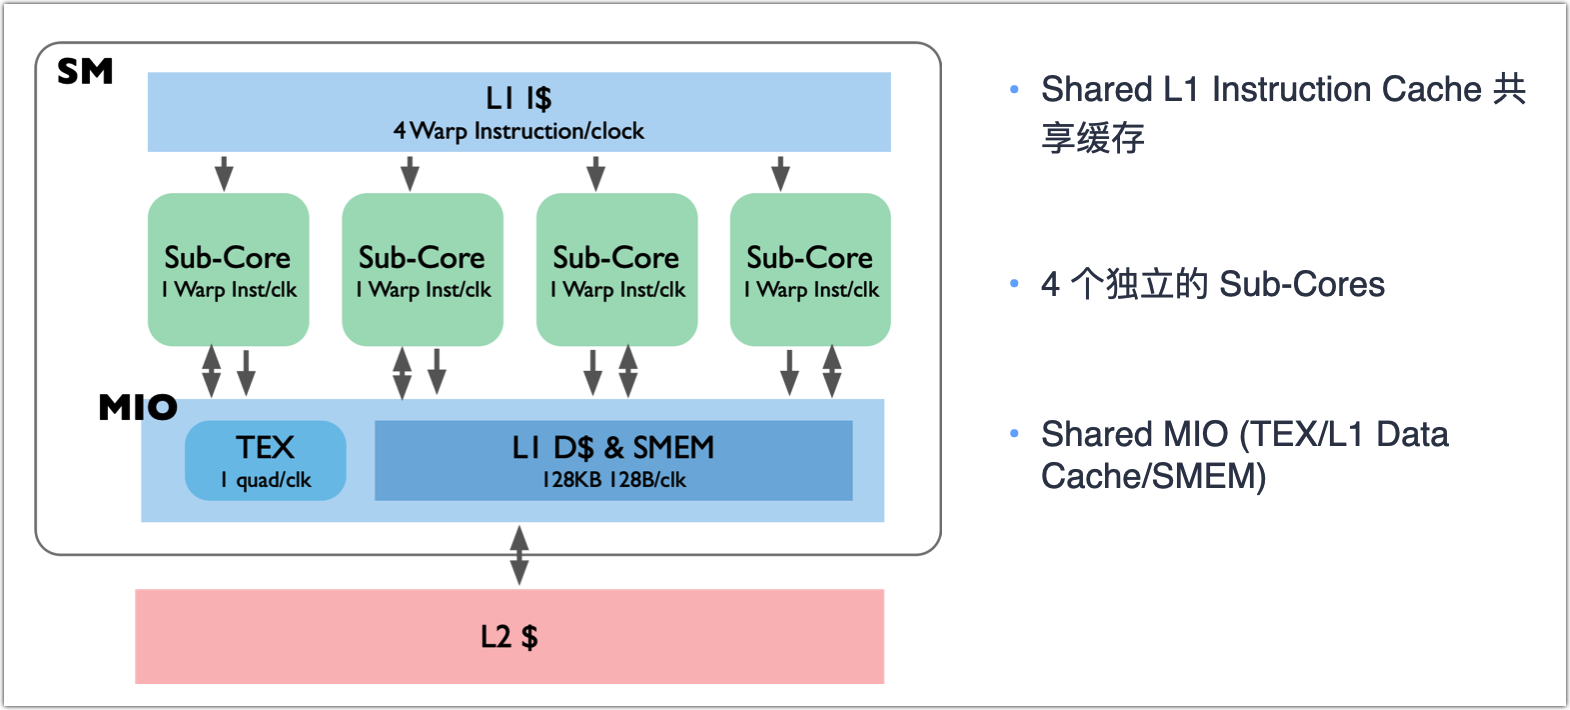 SM
L1 I$
4 Warp Instruction/clock
Sub-Core
1 Warp Inst/clk
Sub-Core
1 Warp Inst/clk
Sub-Core
1 Warp Inst/clk
Sub-Core
1 Warp Inst/clk
MIO
TEX
1 quad/clk
L1 D$ & SMEM
128KB 128B/clk
L2 $
• Shared L1 Instruction Cache 共
享缓存
• 4 个独立的 Sub-Cores
• Shared MIO (TEX/L1 Data
Cache/SMEM)